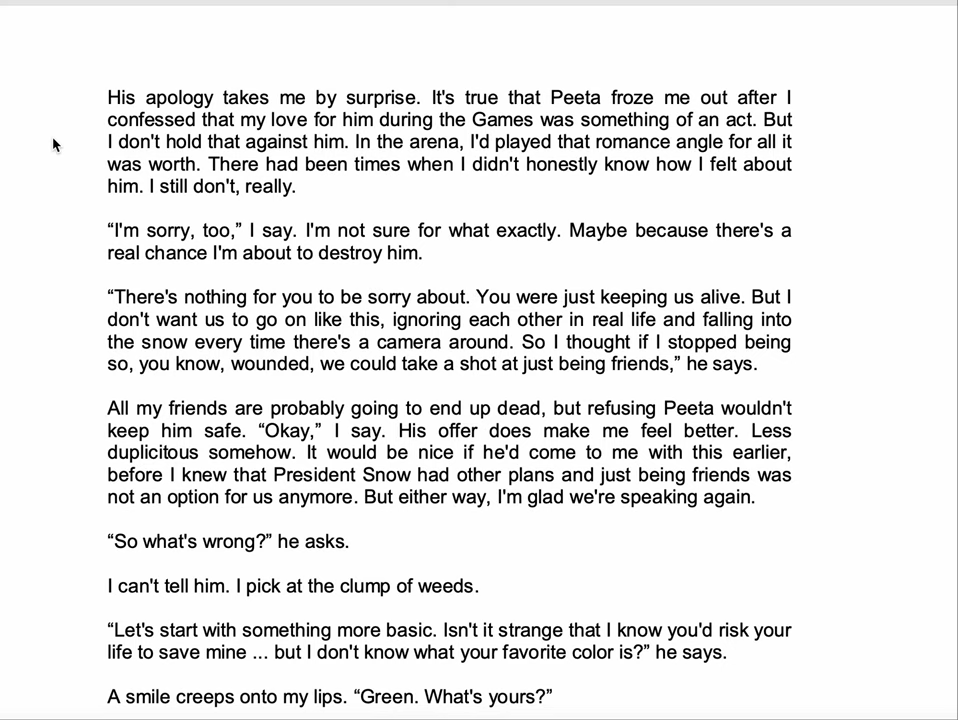 His apology takes me by surprise. It's true that Peeta froze me out after I
confessed that my love for him during the Games was something of an act. But
I don't hold that against him. In the arena, I'd played that romance angle for all it
was worth. There had been times when I didn't honestly know how I felt about
him. I still don't, really.
“I'm sorry, too,” I say. I'm not sure for what exactly. Maybe because there's a
real chance I'm about to destroy him.
“There's nothing for you to be sorry about. You were just keeping us alive. But I
don't want us to go on like this, ignoring each other in real life and falling into
the snow every time there's a camera around. So I thought if I stopped being
so, you know, wounded, we could take a shot at just being friends,” he says.
All my friends are probably going to end up dead, but refusing Peeta wouldn't
keep him safe. “Okay,” I say. His offer does make me feel better. Less
duplicitous somehow. It would be nice if he'd come to me with this earlier,
before I knew that President Snow had other plans and just being friends was
not an option for us anymore. But either way, I'm glad we're speaking again.
“So what's wrong?” he asks.
I can't tell him. I pick at the clump of weeds.
“Let's start with something more basic. Isn't it strange that I know you'd risk your
life to save mine ... but I don't know what your favorite color is?” he says.
A smile creeps onto my lips. “Green. What's yours?”